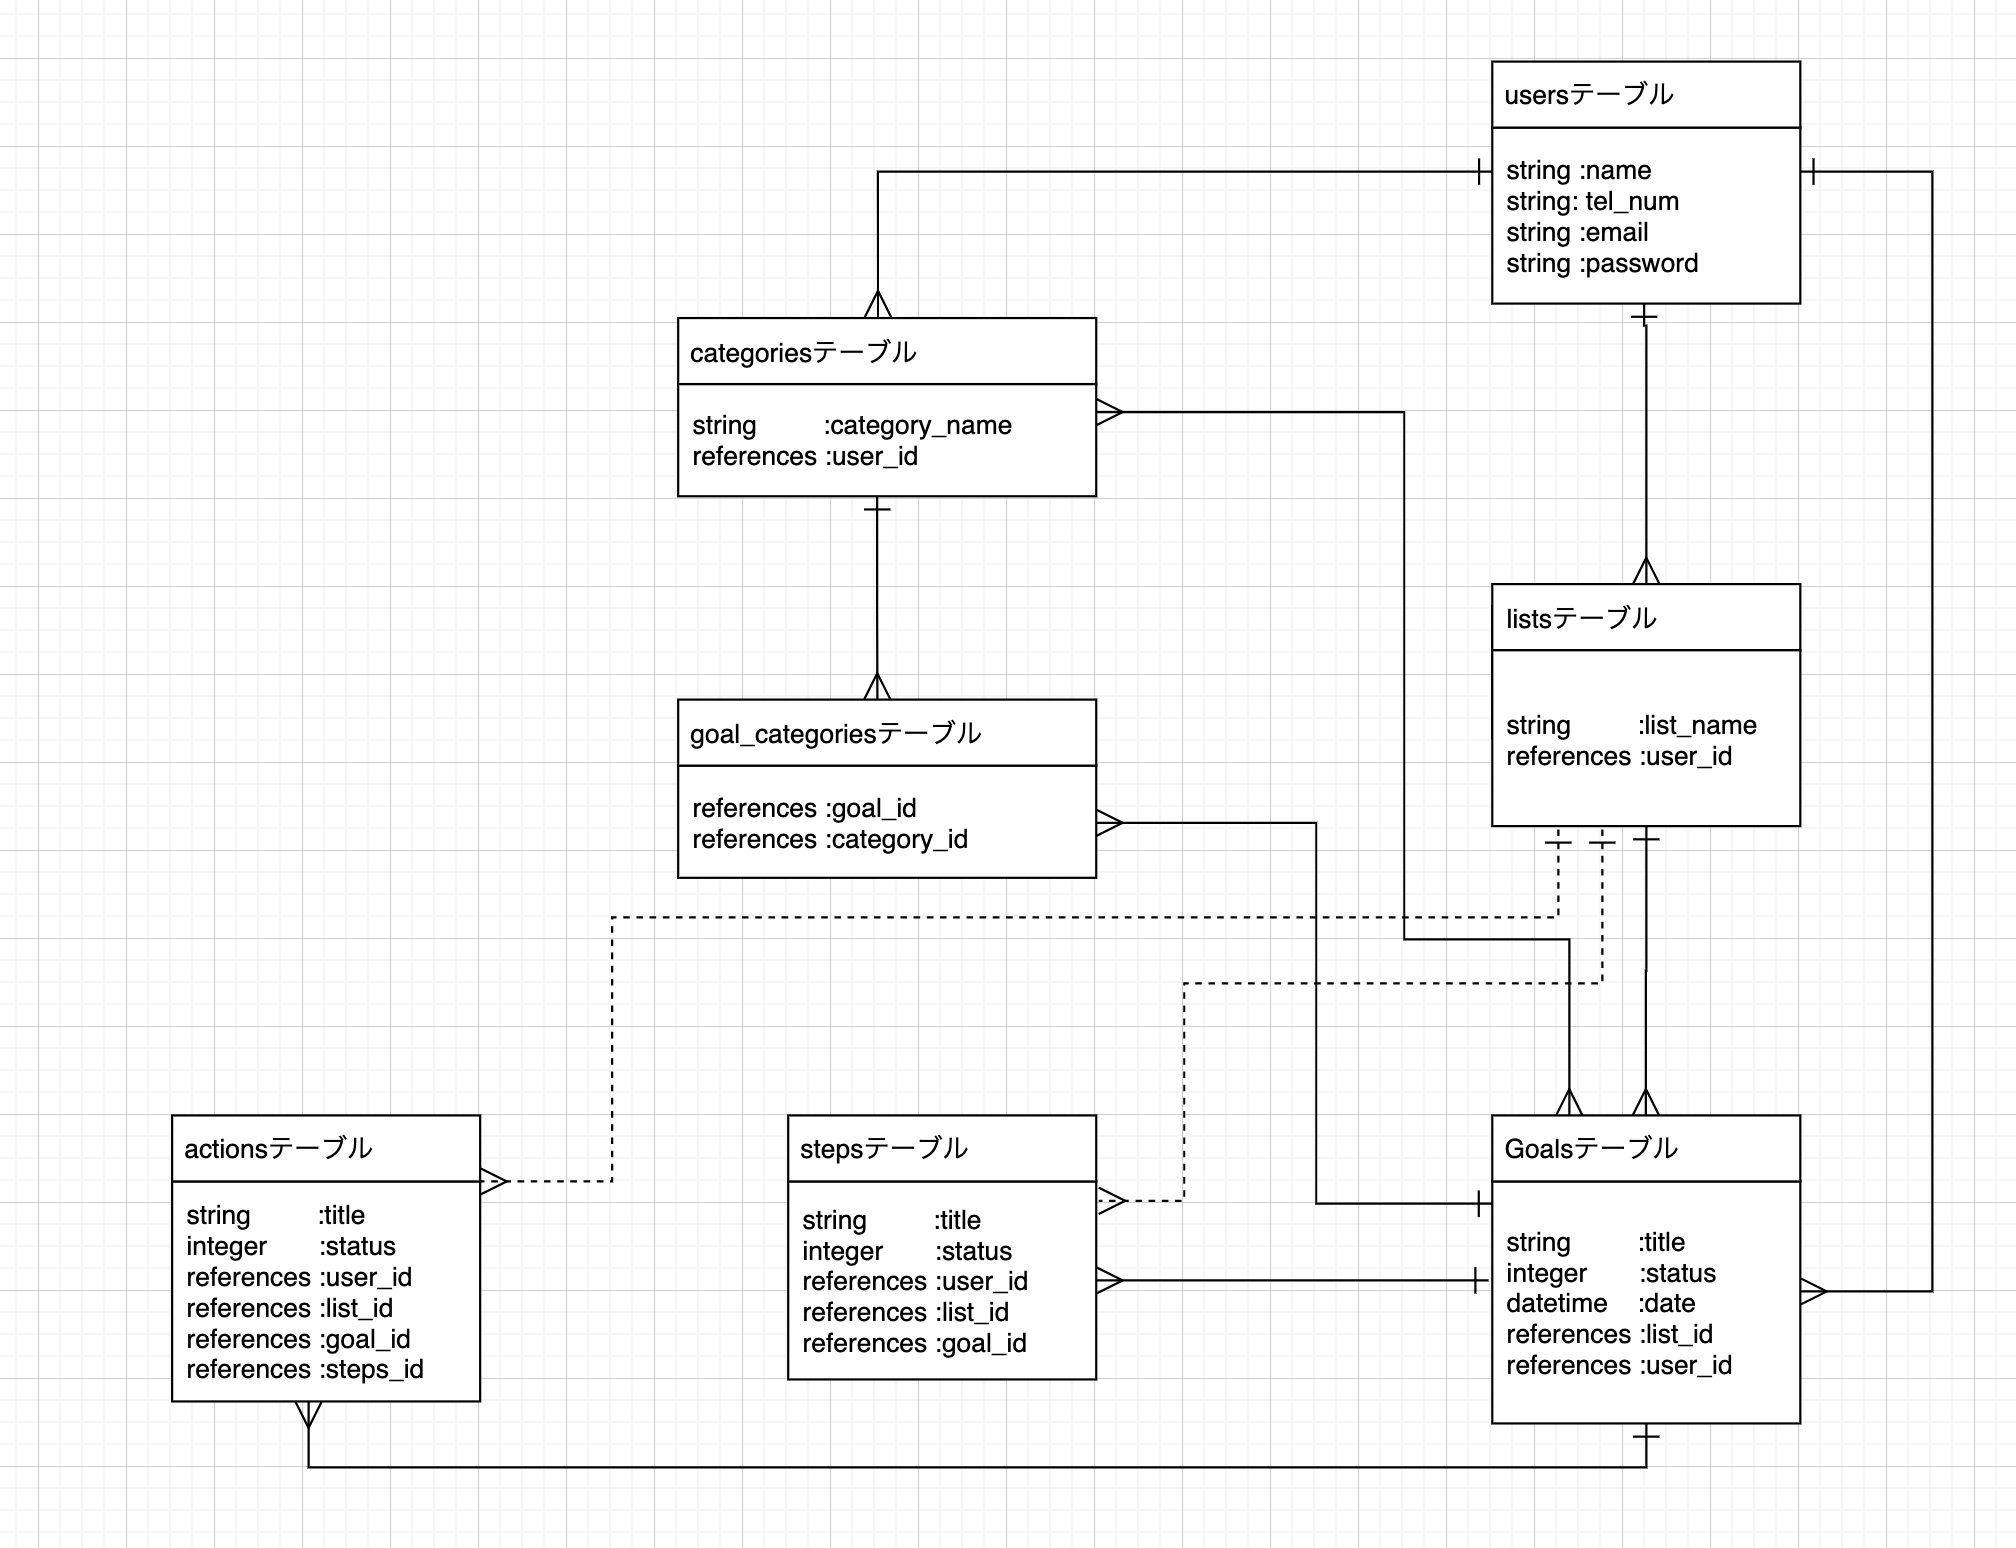 usersテーブル
string :name
string: tel_num
string :email
string :password
categoriesテーブル
string :category_name
references :user_id
listsテーブル
string :list_name
references :user_id
goal_categoriesテーブル
references :goal_id
references :category_id
actionsテーブル
string :title
integer :status
references :user_id
references :list_id
references :goal_id
references :steps_id
stepsテーブル
string :title
integer :status
references :user_id
references :list_id
references :goal_id
Goalsテーブル
string :title
integer :status
datetime :date
references :list_id
references :user_id